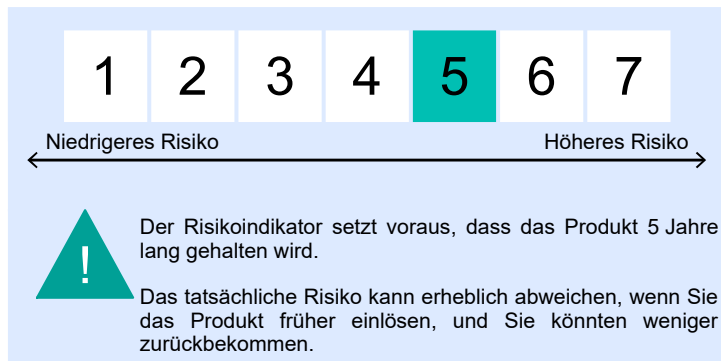 1 2 3 4 5 6 7
Niedrigeres Risiko Höheres Risiko
Der Risikoindikator setzt voraus, dass das Produkt 5 Jahre
lang gehalten wird.
!
Das tatsächliche Risiko kann erheblich abweichen, wenn Sie
das Produkt früher einlösen, und Sie könnten weniger
zurückbekommen.